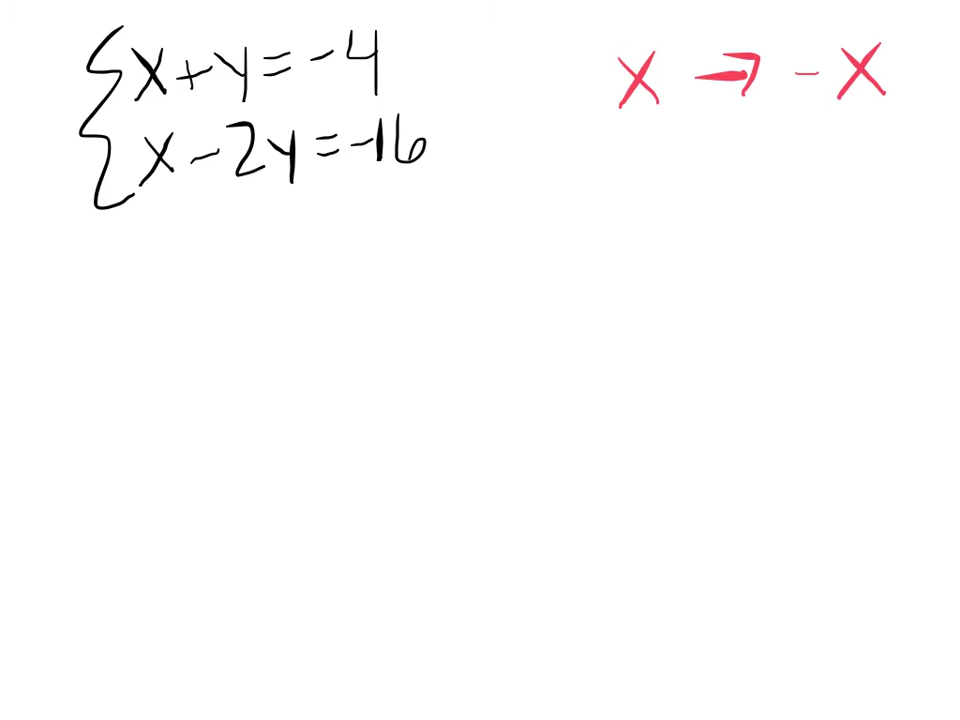 x+y=-4
x-2y=-16
x → -x